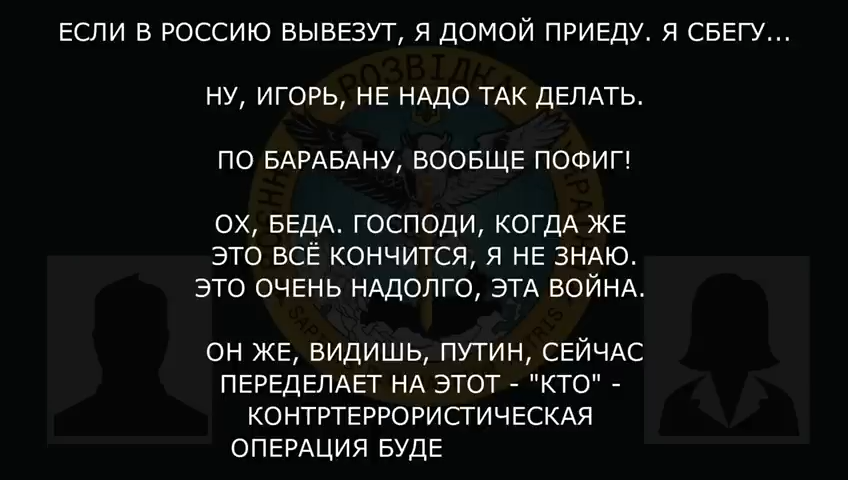 ЕСЛИ В РОССИЮ ВЫВЕЗУТ, Я ДОМОЙ ПРИЕДУ. Я СБЕГУ...
НУ, ИГОРЬ, НЕ НАДО ТАК ДЕЛАТЬ.
ПО БАРАБАНУ, ВООБЩЕ ПОФИГ!
ОХ, БЕДА. ГОСПОДИ, КОГДА ЖЕ
ЭТО ВСЁ КОНЧИТСЯ, Я НЕ ЗНАЮ.
ЭТО ОЧЕНЬ НАДОЛГО, ЭТА ВОЙНА.
ОН ЖЕ, ВИДИШЬ, ПУТИН, СЕЙЧАС
ПЕРЕДЕЛАЕТ НА ЭТОТ - "КТО" -
КОНТРТЕРРОРИСТИЧЕСКАЯ
ОПЕРАЦИЯ БУДЕ